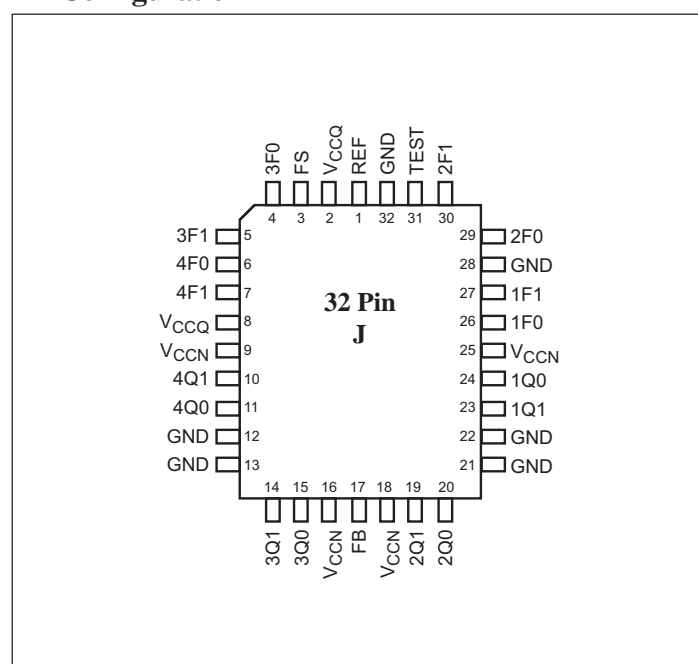 3F0 FS VCCQ REF GND TEST 2F1
4 3 2 1 32 31 30
3F1 5
4F0 6
4F1 7
VCCQ 8
VCCN 9
4Q1 10
4Q0 11
GND 12
GND 13
32 Pin
J
29 2F0
28 GND
27 1F1
26 1F0
25 VCCN
24 1Q0
23 1Q1
22 GND
21 GND
14 15 16 17 18 19 20
3Q1 3Q0 VCCN FB VCCN 2Q1 2Q0